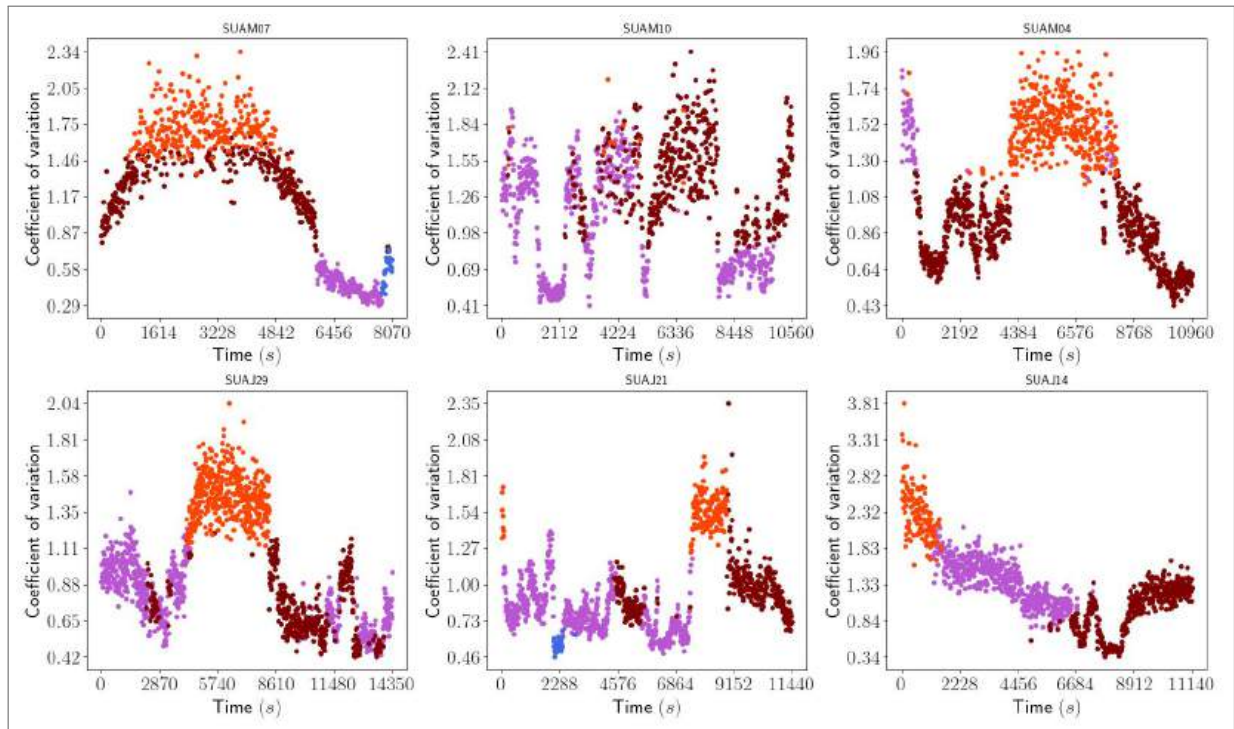 SUAM07
SUAM10
SUAM04
Coefficient of variation
2.34
2.05
1.75
1.46
1.17
0.87
0.58
0.29
0 1614 3228 4842 6456 8070
Time (s)
Coefficient of variation
2.41
2.12
1.84
1.55
1.26
0.98
0.69
0.41
0 2112 4224 6336 8448 10560
Time (s)
Coefficient of variation
1.96
1.74
1.52
1.30
1.08
0.86
0.64
0.43
0 2192 4384 6576 8768 10960
Time (s)
SUAJ29
SUAJ21
SUAJ14
Coefficient of variation
2.04
1.81
1.58
1.35
1.11
0.88
0.65
0.42
0 2870 5740 8610 11480 14350
Time (s)
Coefficient of variation
2.35
2.08
1.81
1.54
1.27
1.00
0.73
0.46
0 2288 4576 6864 9152 11440
Time (s)
Coefficient of variation
3.81
3.31
2.82
2.32
1.83
1.33
0.84
0.34
0 2228 4456 6684 8912 11140
Time (s)